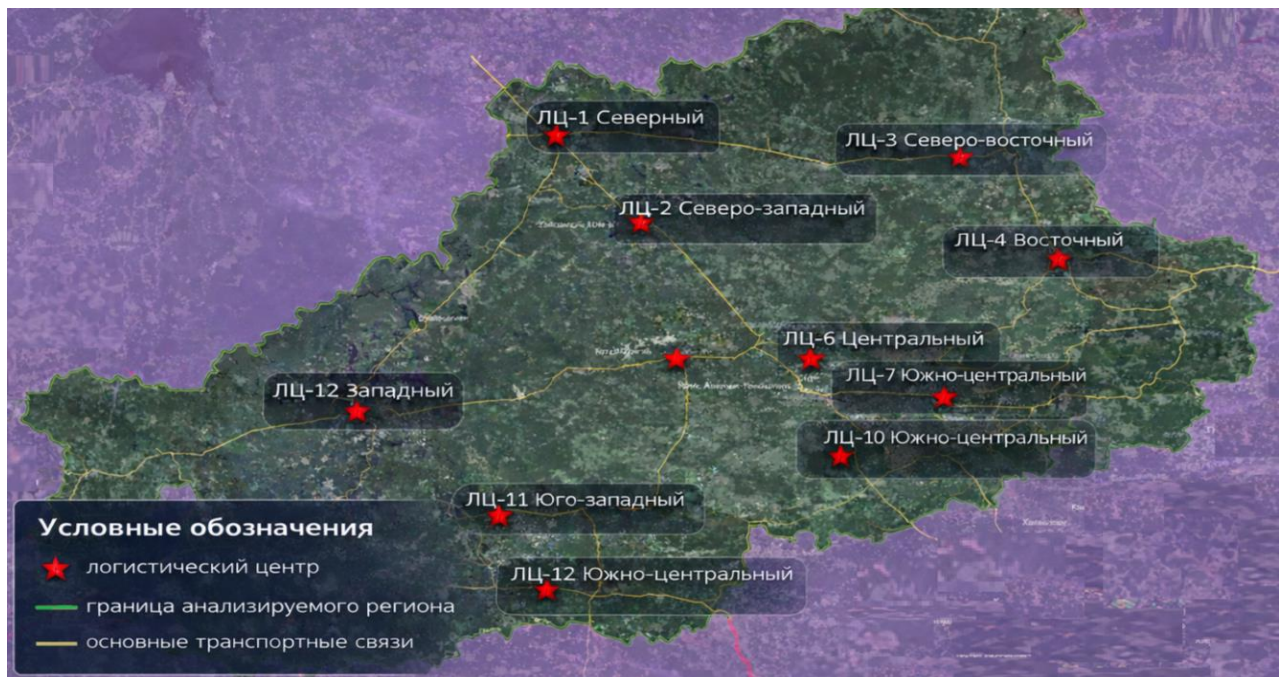 ЛЦ-1 Северный
ЛЦ-3 Северо-восточный
ЛЦ-2 Северо-западный
ЛЦ-4 Восточный
ЛЦ-6 Центральный
ЛЦ-7 Южно-центральный
ЛЦ-12 Западный
ЛЦ-10 Южно-центральный
ЛЦ-11 Юго-западный
ЛЦ-12 Южно-центральный
Условные обозначения
логистический центр
граница анализируемого региона
основные транспортные связи